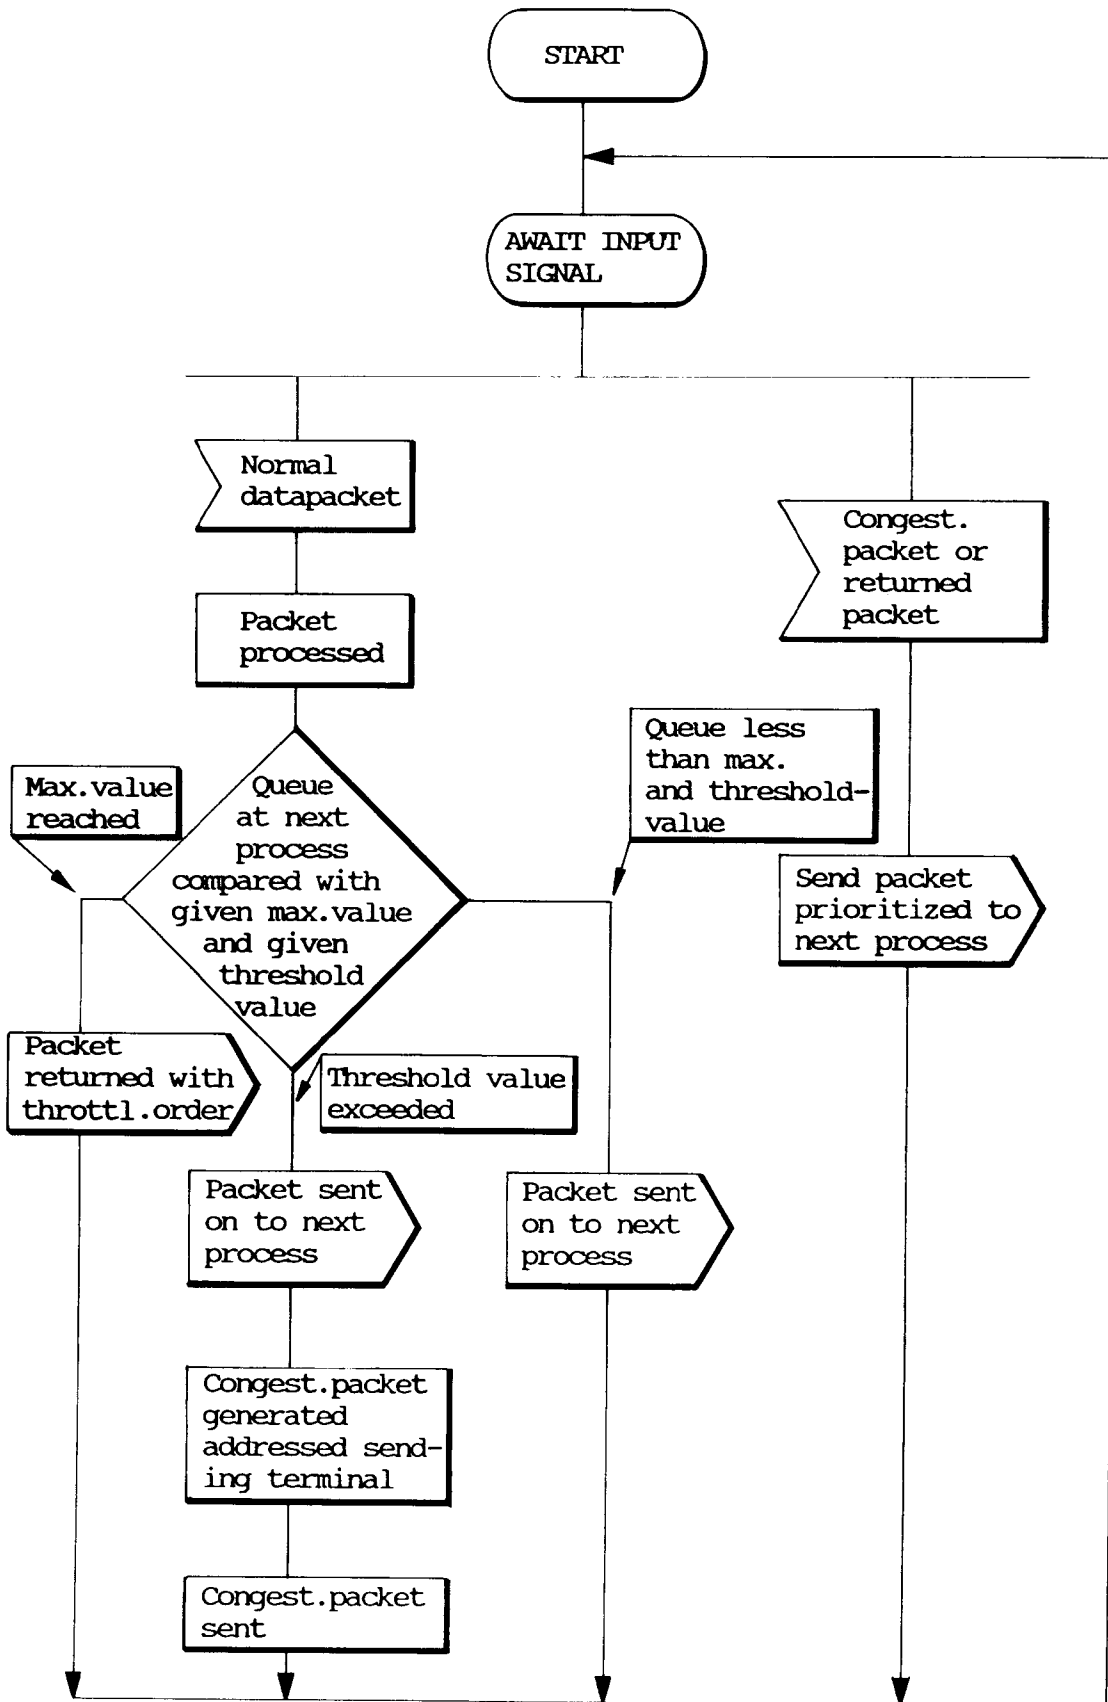 START
AWAIT INPUT
SIGNAL
Normal
datapacket
Congest.
packet or
returned
packet
Packet
processed
Queue less
than max.
and threshold-
value
Max.value
reached
Queue
at next
process
compared with
given max.value
and given
threshold
value
Send packet
prioritized to
next process
Packet
returned with
throttl.order
Threshold value
exceeded
Packet sent
on to next
process
Packet sent
on to next
process
Congest.packet
generated
addressed send-
ing terminal
Congest.packet
sent